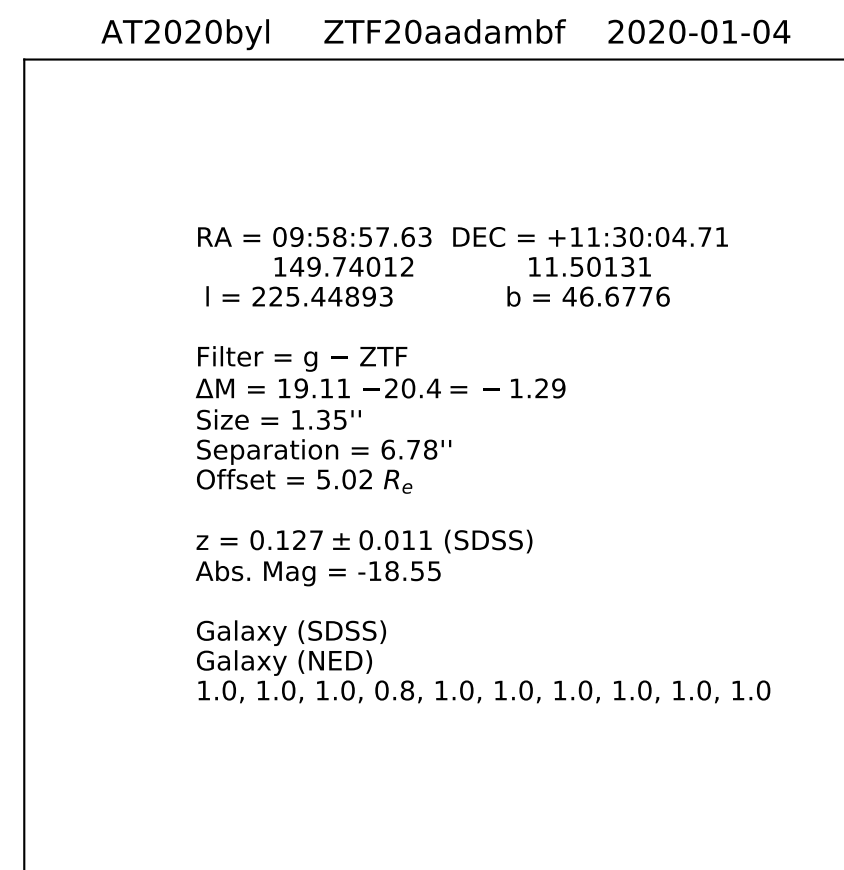 AT2020byl ZTF20aadambf 2020-01-04
RA = 09:58:57.63 DEC = +11:30:04.71
149.74012 11.50131
l = 225.44893 b = 46.6776
Filter = g − ZTF
ΔM = 19.11 −20.4 = − 1.29
Size = 1.35''
Separation = 6.78''
Offset = 5.02 Rₑ
z = 0.127 ± 0.011 (SDSS)
Abs. Mag = -18.55
Galaxy (SDSS)
Galaxy (NED)
1.0, 1.0, 1.0, 0.8, 1.0, 1.0, 1.0, 1.0, 1.0, 1.0